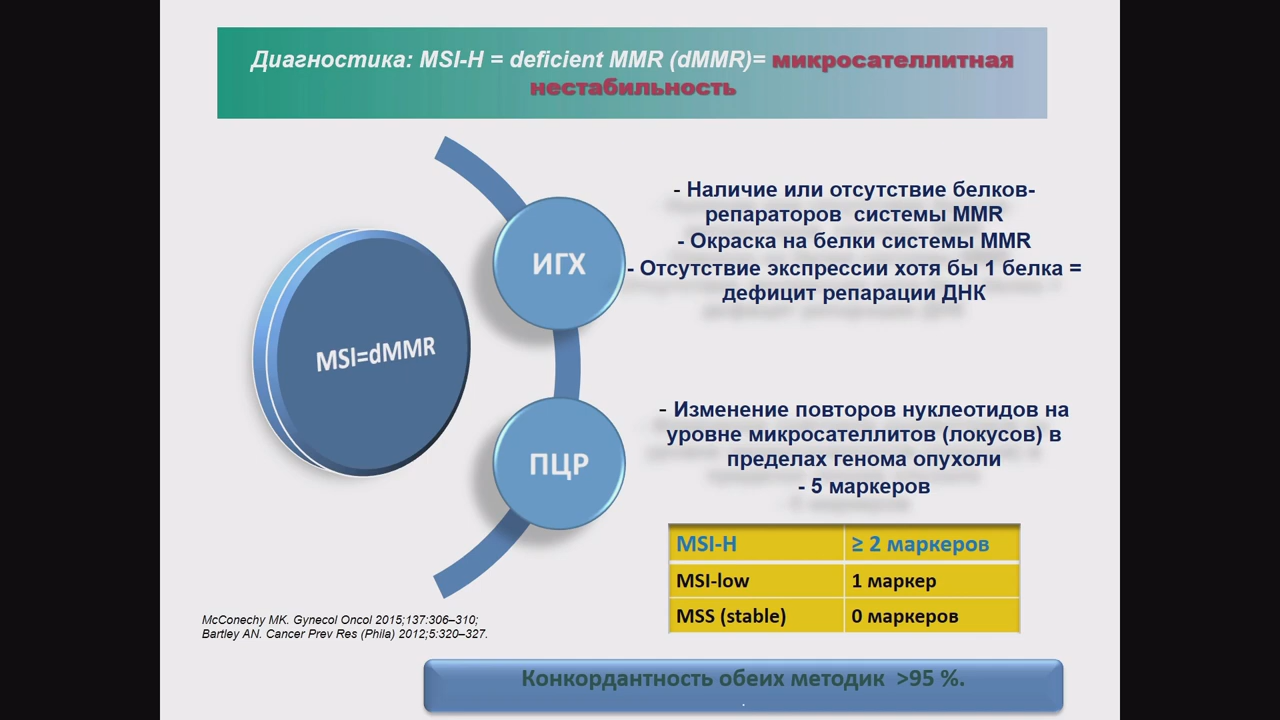 Диагностика: MSI-H = deficient MMR (dMMR)= микросателлитная
нестабильность
- Наличие или отсутствие белков-
репараторов системы MMR
- Окраска на белки системы MMR
- Отсутствие экспрессии хотя бы 1 белка =
дефицит репарации ДНК
ИГХ
MSI=dMMR
ПЦР
- Изменение повторов нуклеотидов на
уровне микросателлитов (локусов) в
пределах генома опухоли
- 5 маркеров
MSI-H ≥ 2 маркеров
MSI-low 1 маркер
MSS (stable) 0 маркеров
McConechy MK. Gynecol Oncol 2015;137:306–310;
Bartley AN. Cancer Prev Res (Phila) 2012;5:320–327.
Конкордантность обеих методик >95 %.
.